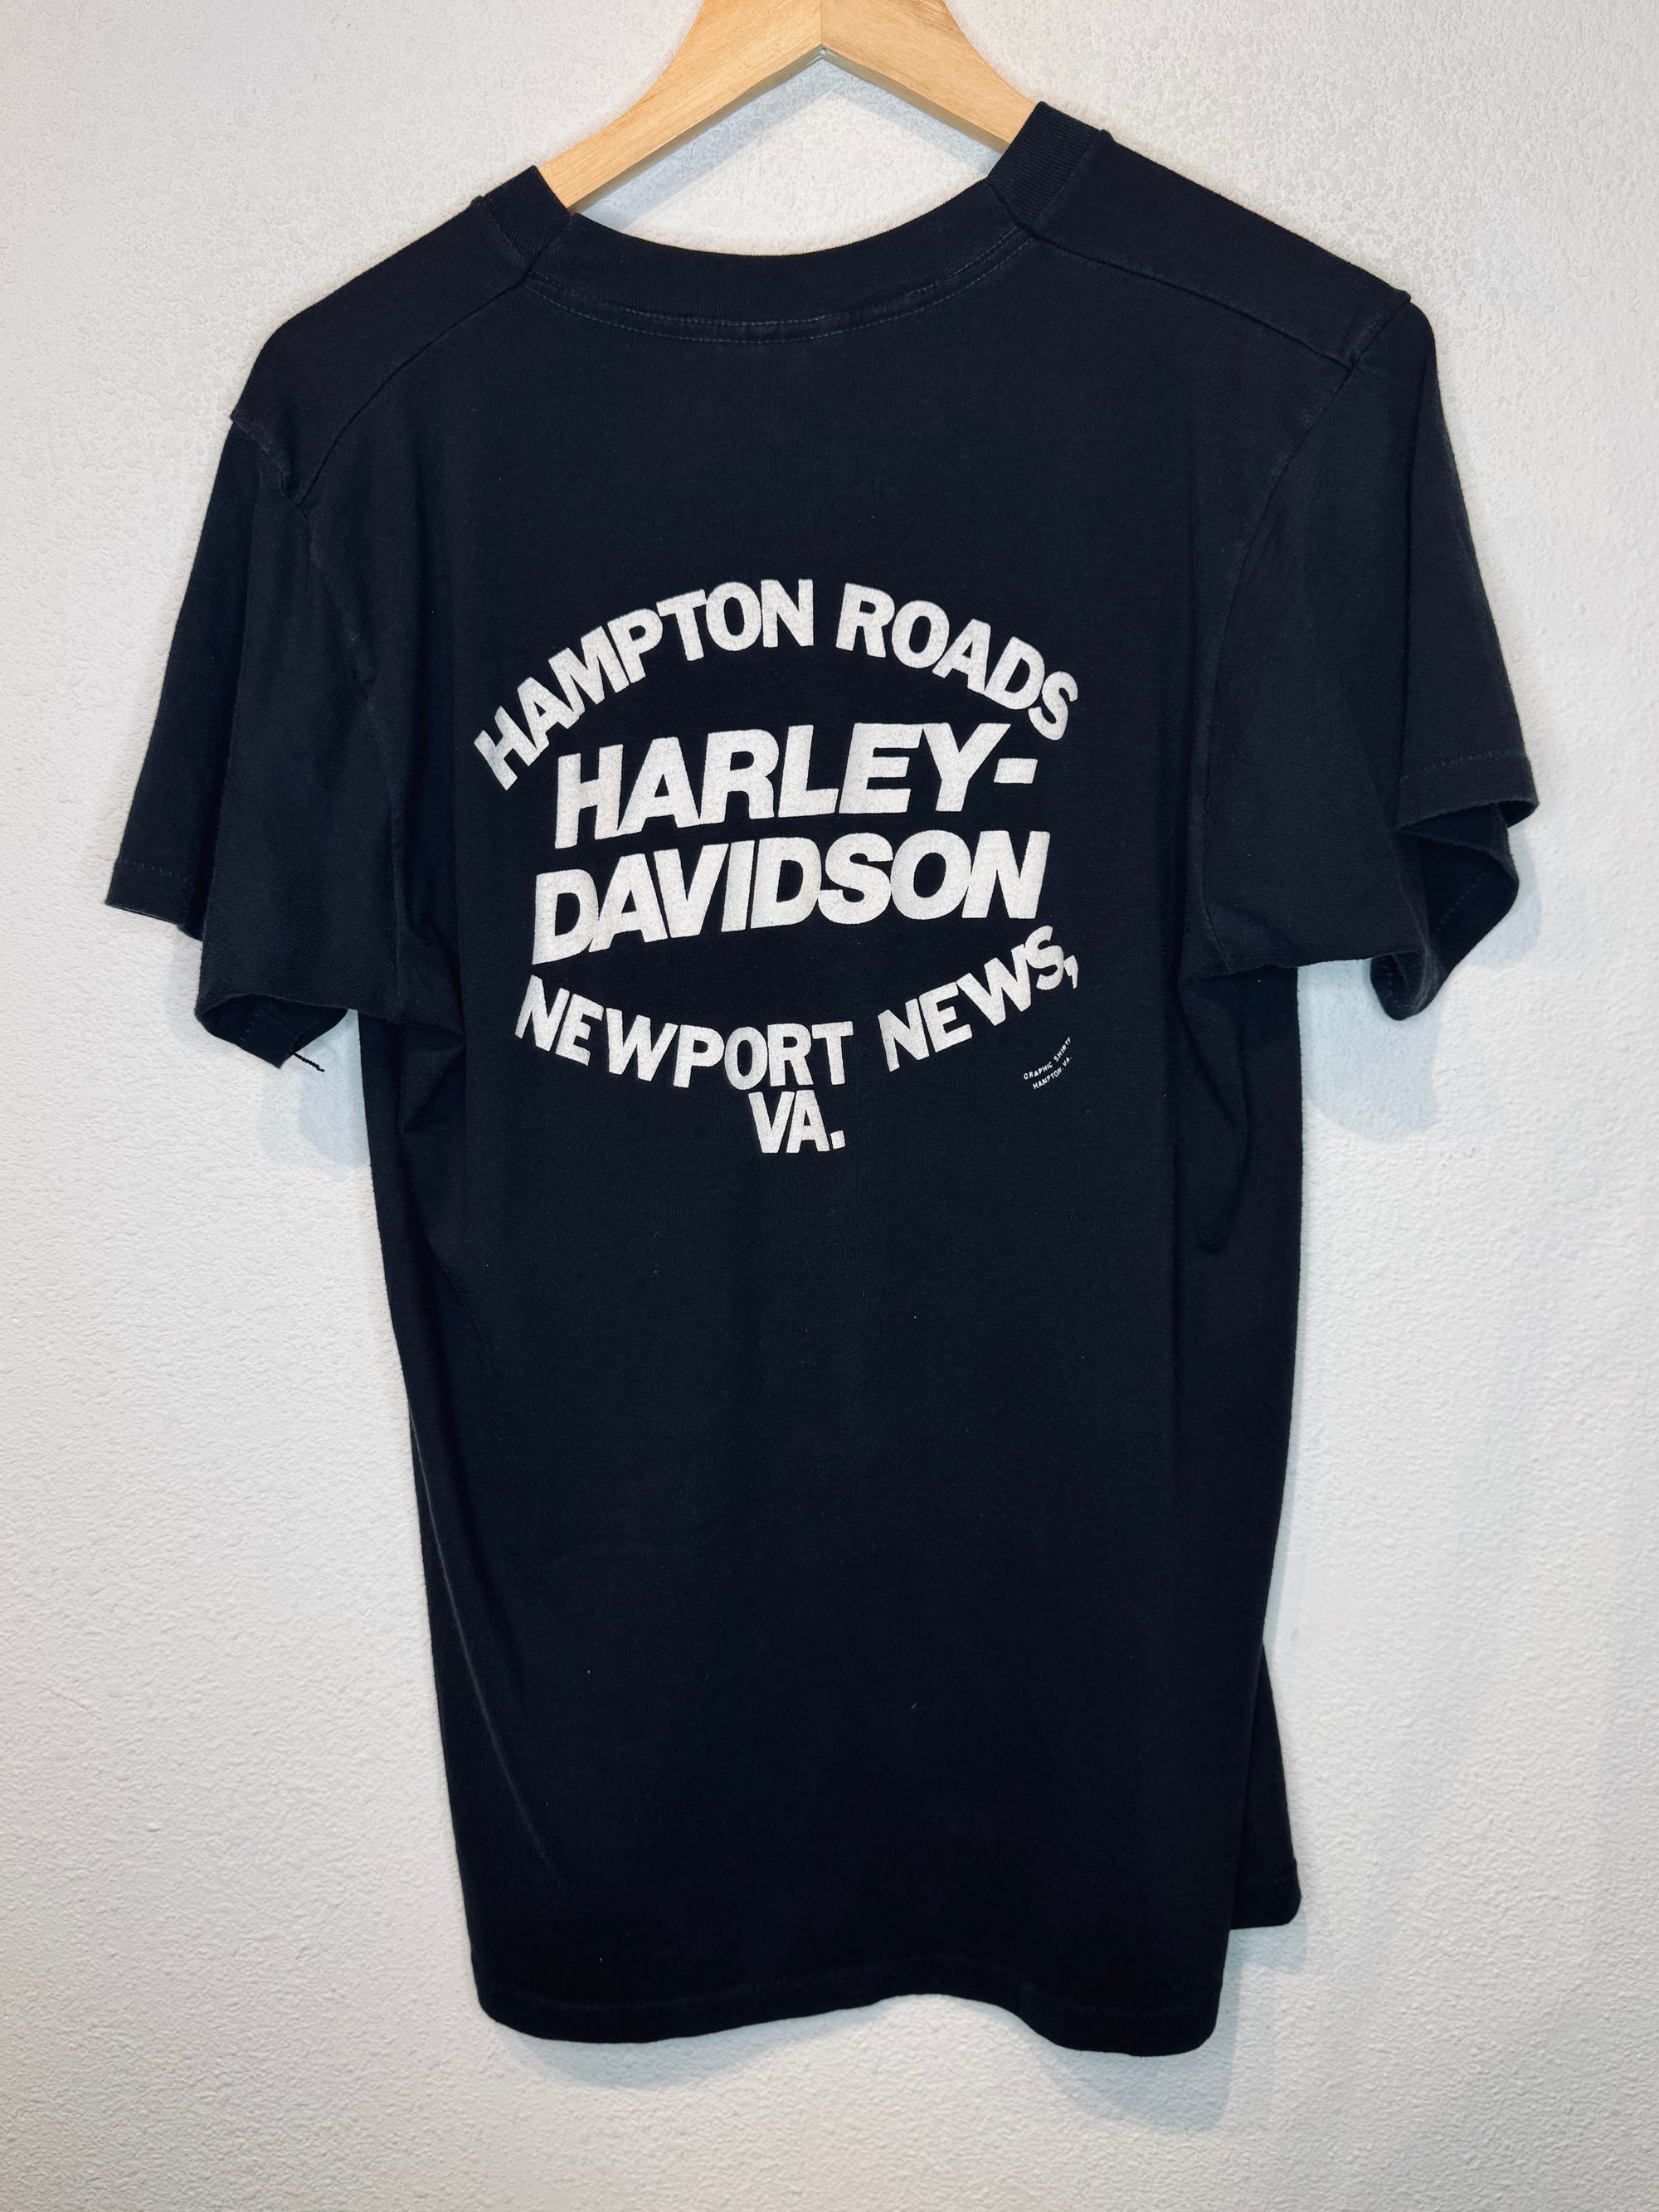 HAMPTON ROADS
HARLEY-
DAVIDSON
NEWPORT NEWS,
VA.
GRAPHIC SHIRTS
HAMPTON VA.